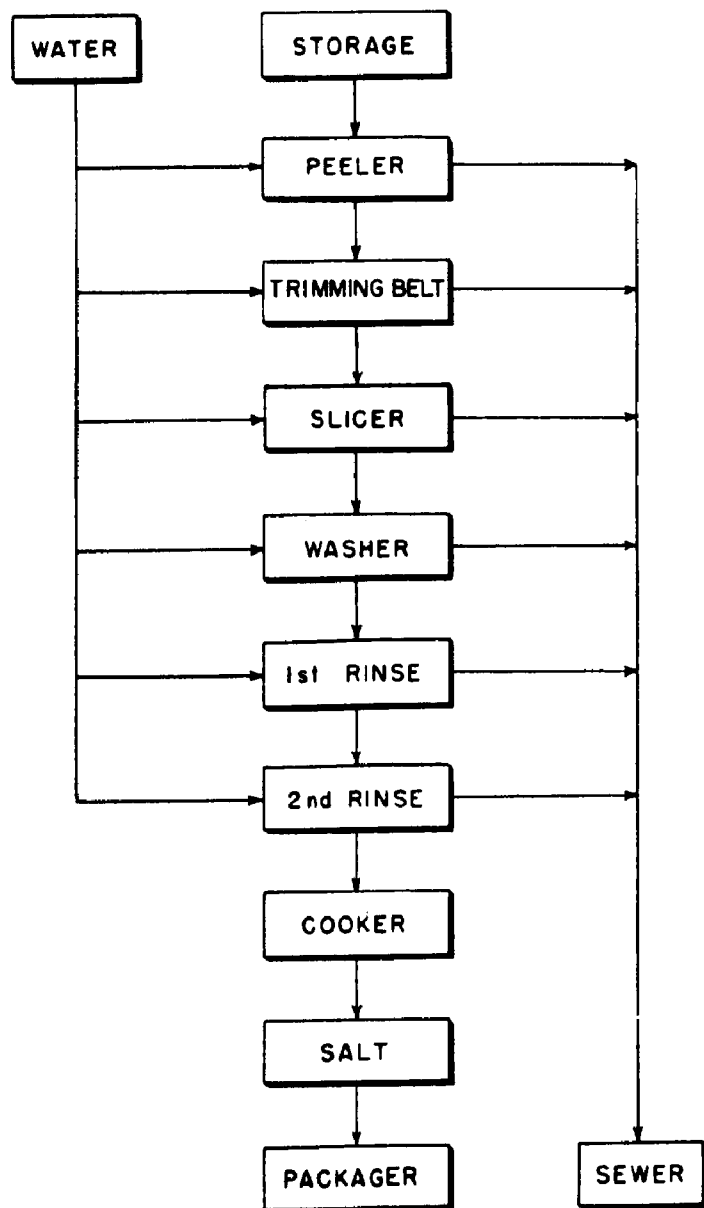 WATER
STORAGE
PEELER
TRIMMING BELT
SLICER
WASHER
1st RINSE
2nd RINSE
COOKER
SALT
PACKAGER
SEWER